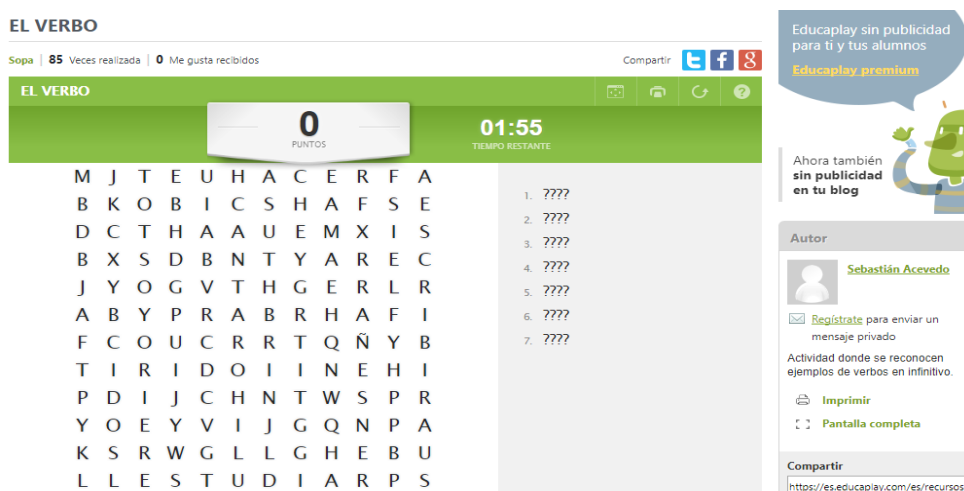 EL VERBO
Sopa | 85 Veces realizada | 0 Me gusta recibidos
Compartir
EL VERBO
0
PUNTOS
01:55
TIEMPO RESTANTE
M J T E U H A C E R F A
B K O B I C S H A F S E
D C T H A A U E M X I S
B X S D B N T Y A R E C
J Y O G V T H G E R L R
A B Y P R A B R H A F I
F C O U C R R T Q Ñ Y B
T I R I D O I I N E H I
P D I J C H N T W S P R
Y O E Y V I J G Q N P A
K S R W G L L G H E B U
L L E S T U D I A R P S
1. ????
2. ????
3. ????
4. ????
5. ????
6. ????
7. ????
Educaplay sin publicidad
para ti y tus alumnos
Educaplay premium
Ahora también
sin publicidad
en tu blog
Autor
Sebastián Acevedo
Regístrate para enviar un
mensaje privado
Actividad donde se reconocen
ejemplos de verbos en infinitivo.
Imprimir
Pantalla completa
Compartir
https://es.educaplay.com/es/recursos